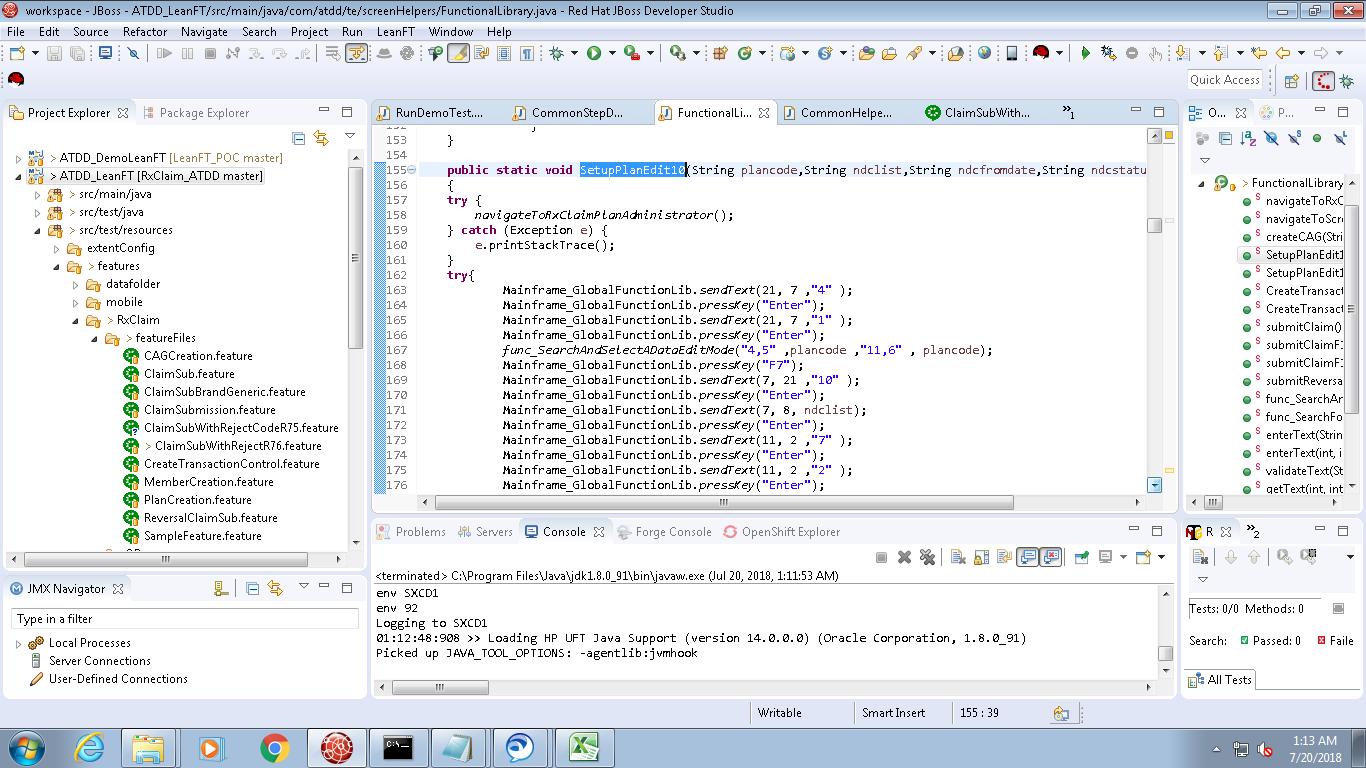 workspace - JBoss - ATDD_LeanFT/src/main/java/com/atdd/te/screenHelpers/FunctionalLibrary.java - Red Hat JBoss Developer Studio
File Edit Source Refactor Navigate Search Project Run LeanFT Window Help
Quick Access
Project Explorer
Package Explorer
> ATDD_DemoLeanFT [LeanFT_POC master]
> ATDD_LeanFT [RxClaim_ATDD master]
> src/main/java
> src/test/java
> src/test/resources
extentConfig
> features
datafolder
mobile
> RxClaim
> featureFiles
CAGCreation.feature
ClaimSub.feature
ClaimSubBrandGeneric.feature
ClaimSubmission.feature
ClaimSubWithRejectCodeR75.feature
> ClaimSubWithRejectR76.feature
CreateTransactionControl.feature
MemberCreation.feature
PlanCreation.feature
ReversalClaimSub.feature
SampleFeature.feature
JMX Navigator
Type in a filter
Local Processes
Server Connections
User-Defined Connections
RunDemoTest....
CommonStepD...
FunctionalLi...
CommonHelpe...
ClaimSubWith...
»1
152 }
153 }
154
155 public static void SetupPlanEdit10(String plancode,String ndclist,String ndcfromdate,String ndcstatu
156 {
157 try {
158 navigateToRxClaimPlanAdministrator();
159 } catch (Exception e) {
160 e.printStackTrace();
161 }
162 try{
163 Mainframe_GlobalFunctionLib.sendText(21, 7 ,"4" );
164 Mainframe_GlobalFunctionLib.pressKey("Enter");
165 Mainframe_GlobalFunctionLib.sendText(21, 7 ,"1" );
166 Mainframe_GlobalFunctionLib.pressKey("Enter");
167 func_SearchAndSelectADataEditMode("4,5" ,plancode ,"11,6" , plancode);
168 Mainframe_GlobalFunctionLib.pressKey("F7");
169 Mainframe_GlobalFunctionLib.sendText(7, 21 ,"10" );
170 Mainframe_GlobalFunctionLib.pressKey("Enter");
171 Mainframe_GlobalFunctionLib.sendText(7, 8, ndclist);
172 Mainframe_GlobalFunctionLib.pressKey("Enter");
173 Mainframe_GlobalFunctionLib.sendText(11, 2 ,"7" );
174 Mainframe_GlobalFunctionLib.pressKey("Enter");
175 Mainframe_GlobalFunctionLib.sendText(11, 2 ,"2" );
176 Mainframe_GlobalFunctionLib.pressKey("Enter");
Problems Servers Console Forge Console OpenShift Explorer
<terminated> C:\Program Files\Java\jdk1.8.0_91\bin\javaw.exe (Jul 20, 2018, 1:11:53 AM)
env SXCD1
env 92
Logging to SXCD1
01:12:48:908 >> Loading HP UFT Java Support (version 14.0.0.0) (Oracle Corporation, 1.8.0_91)
Picked up JAVA_TOOL_OPTIONS: -agentlib:jvmhook
O...
P...
> FunctionalLibrary
navigateToRxC
navigateToScre
createCAG(Stri
SetupPlanEdit1
SetupPlanEdit1
CreateTransact
CreateTransact
submitClaim()
submitClaimF
submitClaimF
submitReversa
func_SearchAr
func_SearchFo
enterText(Strin
enterText(int, i
validateText(St
getText(int, int
R
»2
Tests: 0/0 Methods: 0
Search: Passed: 0 Faile
All Tests
Writable Smart Insert 155 : 39
1:13 AM
7/20/2018